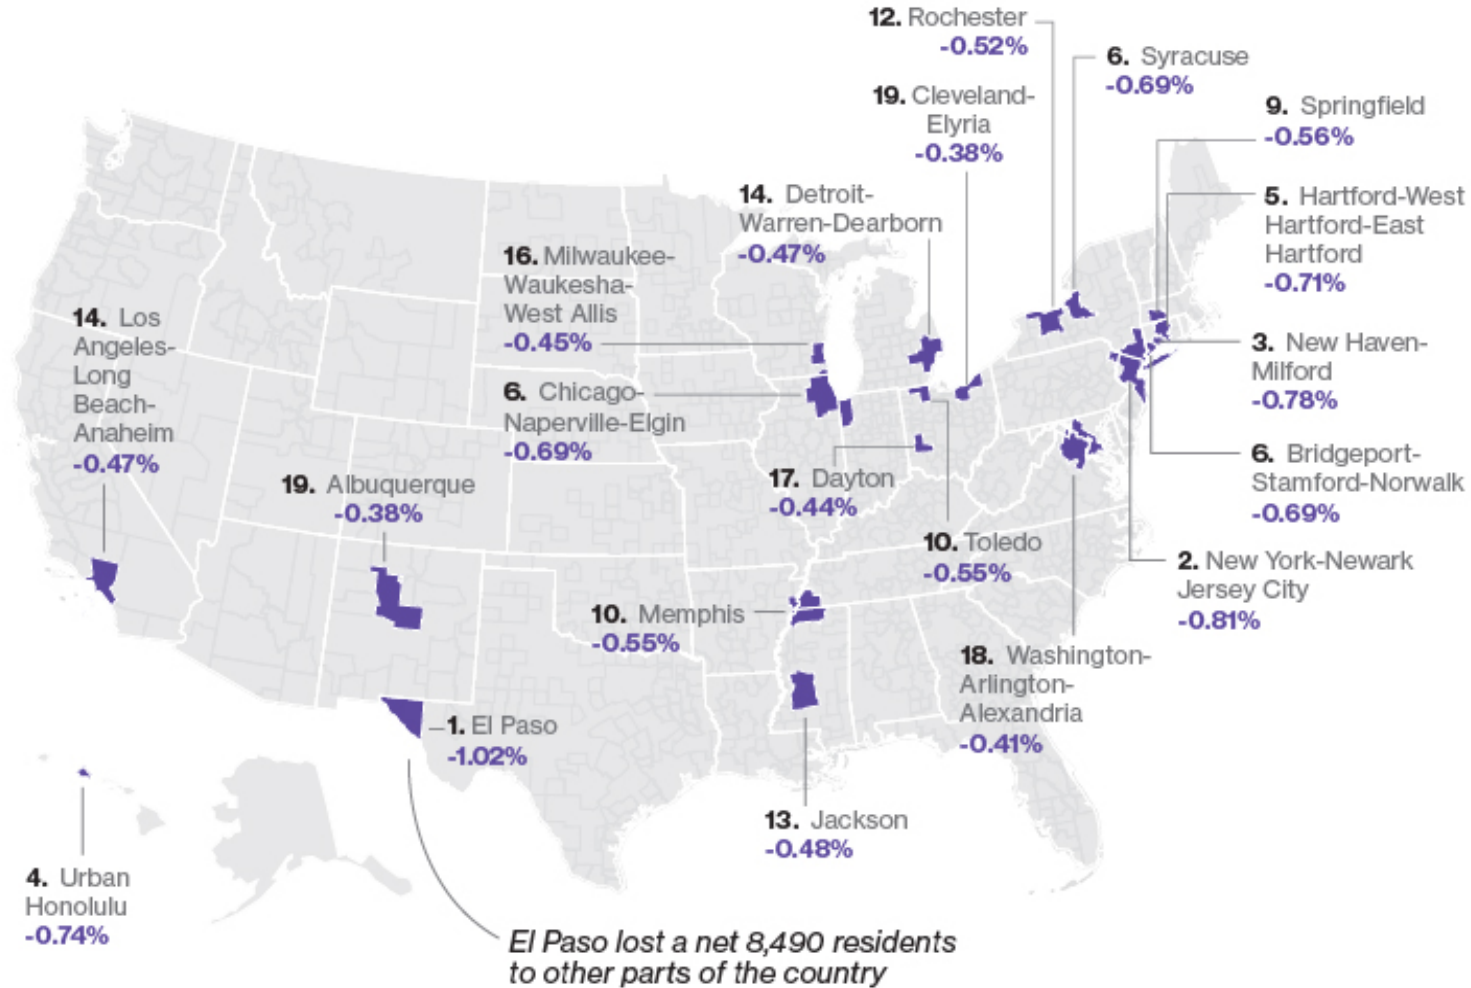 12. Rochester
-0.52%
6. Syracuse
-0.69%
19. Cleveland-
Elyria
-0.38%
9. Springfield
-0.56%
14. Detroit-
Warren-Dearborn
-0.47%
5. Hartford-West
Hartford-East
Hartford
-0.71%
16. Milwaukee-
Waukesha-
West Allis
-0.45%
14. Los
Angeles-
Long
Beach-
Anaheim
-0.47%
3. New Haven-
Milford
-0.78%
6. Chicago-
Naperville-Elgin
-0.69%
19. Albuquerque
-0.38%
17. Dayton
-0.44%
6. Bridgeport-
Stamford-Norwalk
-0.69%
10. Toledo
-0.55%
2. New York-Newark
Jersey City
-0.81%
10. Memphis
-0.55%
18. Washington-
Arlington-
Alexandria
-0.41%
1. El Paso
-1.02%
13. Jackson
-0.48%
4. Urban
Honolulu
-0.74%
El Paso lost a net 8,490 residents
to other parts of the country